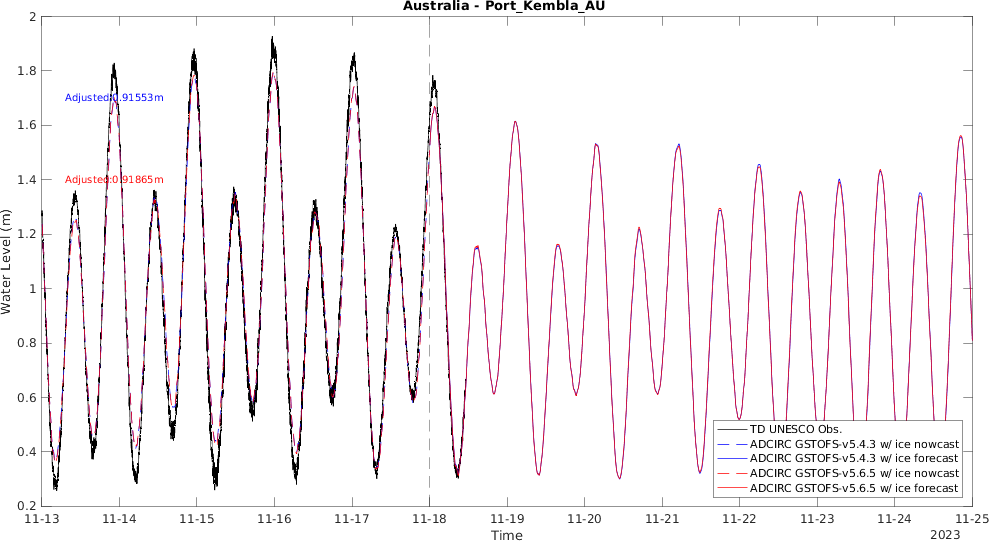 Australia - Port_Kembla_AU
2
1.8
1.6
1.4
1.2
1
0.8
0.6
0.4
0.2
Water Level (m)
Adjusted:0.91553m
Adjusted:0.91865m
TD UNESCO Obs.
ADCIRC GSTOFS-v5.4.3 w/ ice nowcast
ADCIRC GSTOFS-v5.4.3 w/ ice forecast
ADCIRC GSTOFS-v5.6.5 w/ ice nowcast
ADCIRC GSTOFS-v5.6.5 w/ ice forecast
11-13 11-14 11-15 11-16 11-17 11-18 11-19 11-20 11-21 11-22 11-23 11-24 11-25
Time
2023